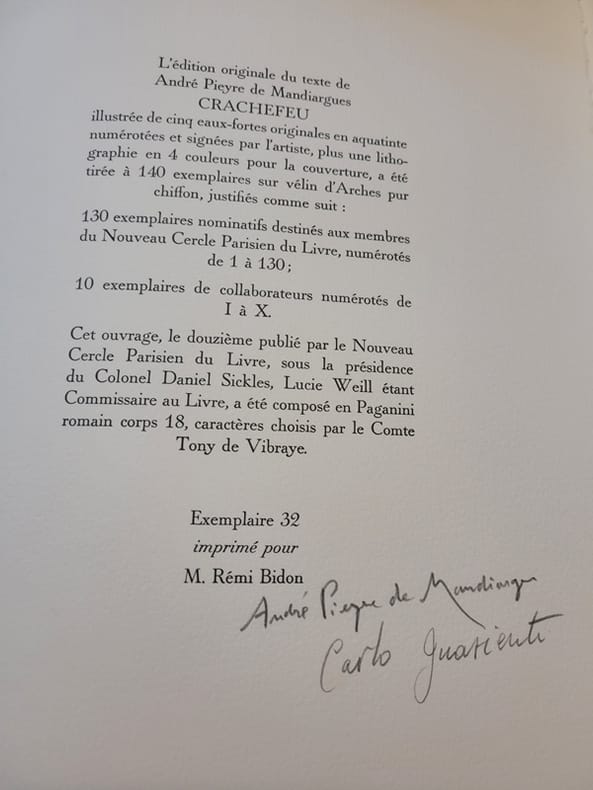 L'édition originale du texte de
André Pieyre de Mandiargues
CRACHEFEU
illustrée de cinq eaux-fortes originales en aquatinte
numérotées et signées par l'artiste, plus une litho-
graphie en 4 couleurs pour la couverture, a été
tirée à 140 exemplaires sur vélin d'Arches pur
chiffon, justifiés comme suit :
130 exemplaires nominatifs destinés aux membres
du Nouveau Cercle Parisien du Livre, numérotés
de 1 à 130;
10 exemplaires de collaborateurs numérotés de
I à X.
Cet ouvrage, le douzième publié par le Nouveau
Cercle Parisien du Livre, sous la présidence
du Colonel Daniel Sickles, Lucie Weill étant
Commissaire au Livre, a été composé en Paganini
romain corps 18, caractères choisis par le Comte
Tony de Vibraye.
Exemplaire 32
imprimé pour
M. Rémi Bidon
André Pieyre de Mandiargues
Carlo Guarienti